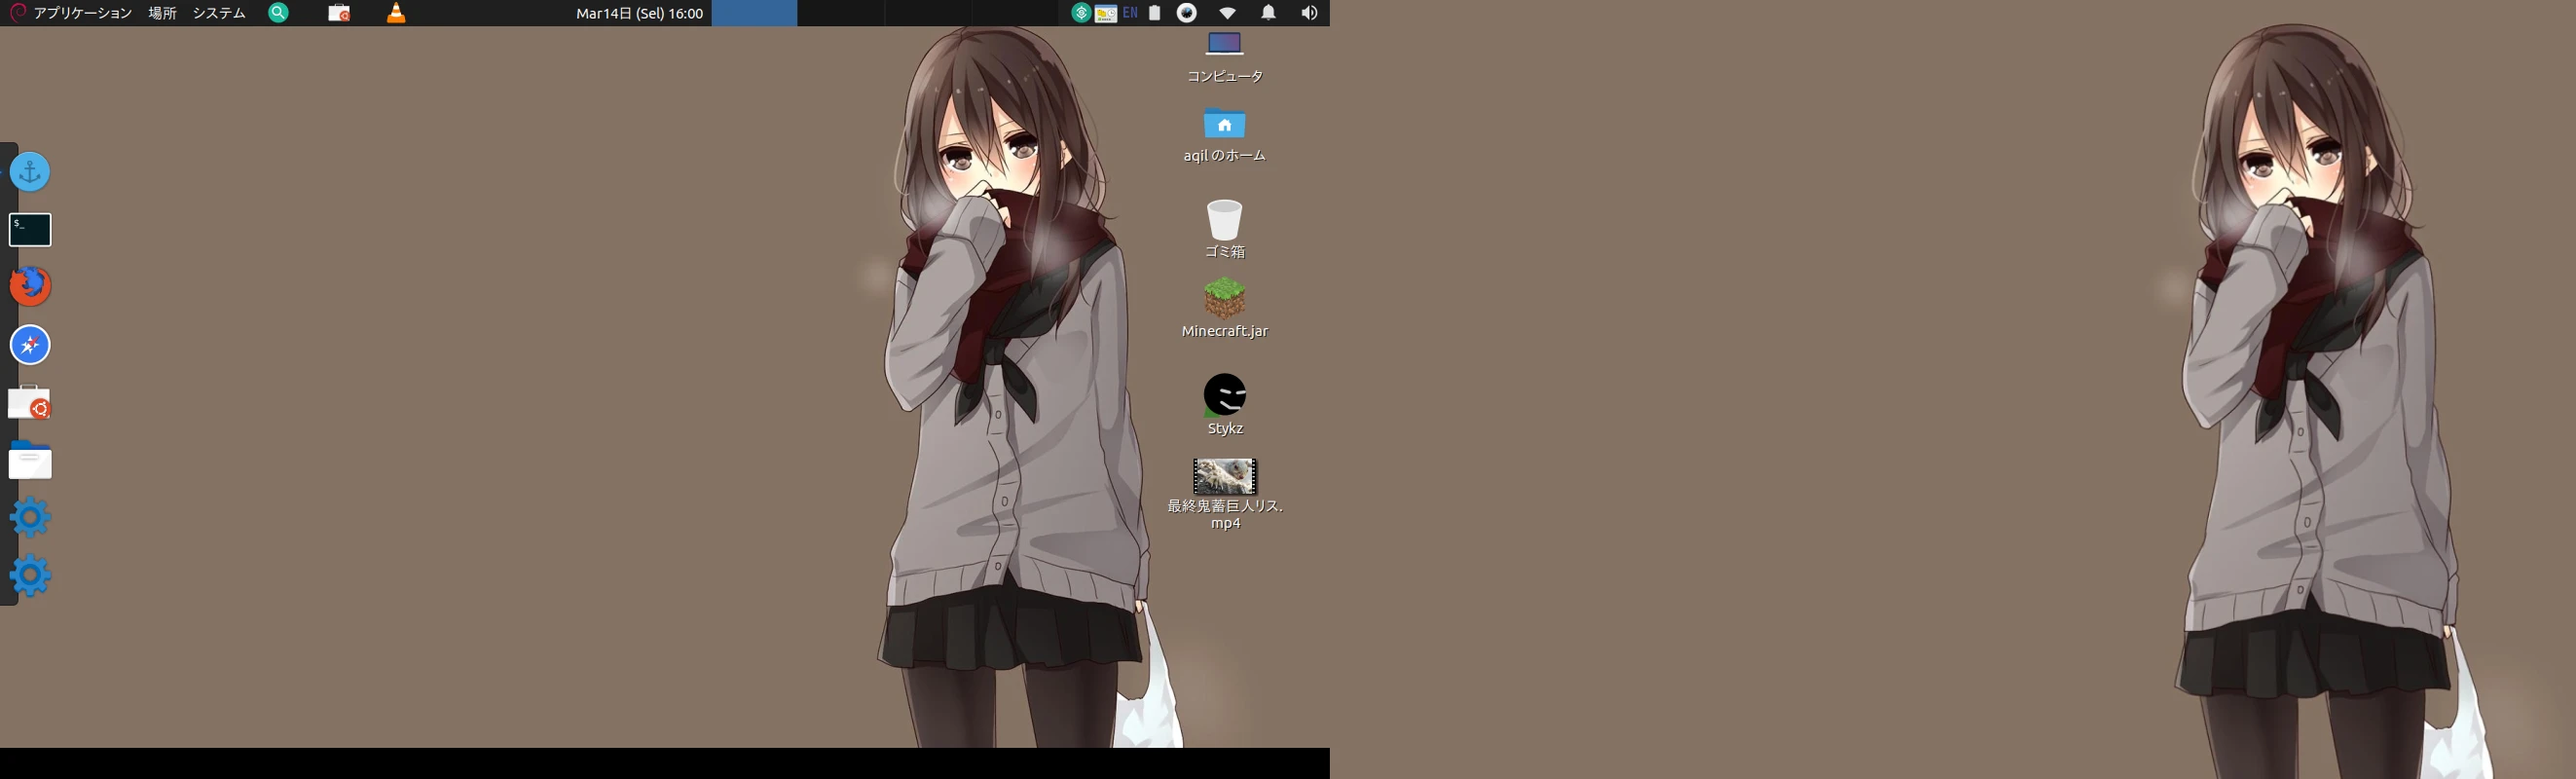 アプリケーション 場所 システム
Mar14日 (Sel) 16:00
EN
コンピュータ
aqil のホーム
ゴミ箱
$_
Minecraft.jar
Stykz
最終鬼蓄巨人リス.
mp4